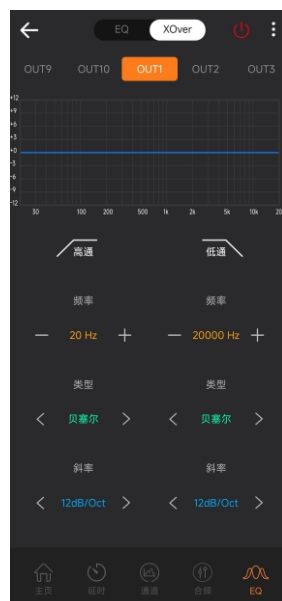 EQ XOver
OUT9 OUT10 OUT1 OUT2 OUT3
+12
+9
+6
+3
+0
-3
-6
-9
-12
30 100 200 500 1k 2k 5k 10k 20
高通 低通
频率 频率
— 20 Hz + — 20000 Hz +
类型 类型
< 贝塞尔 > < 贝塞尔 >
斜率 斜率
< 12dB/Oct > < 12dB/Oct >
主页 延时 通道 合频 EQ